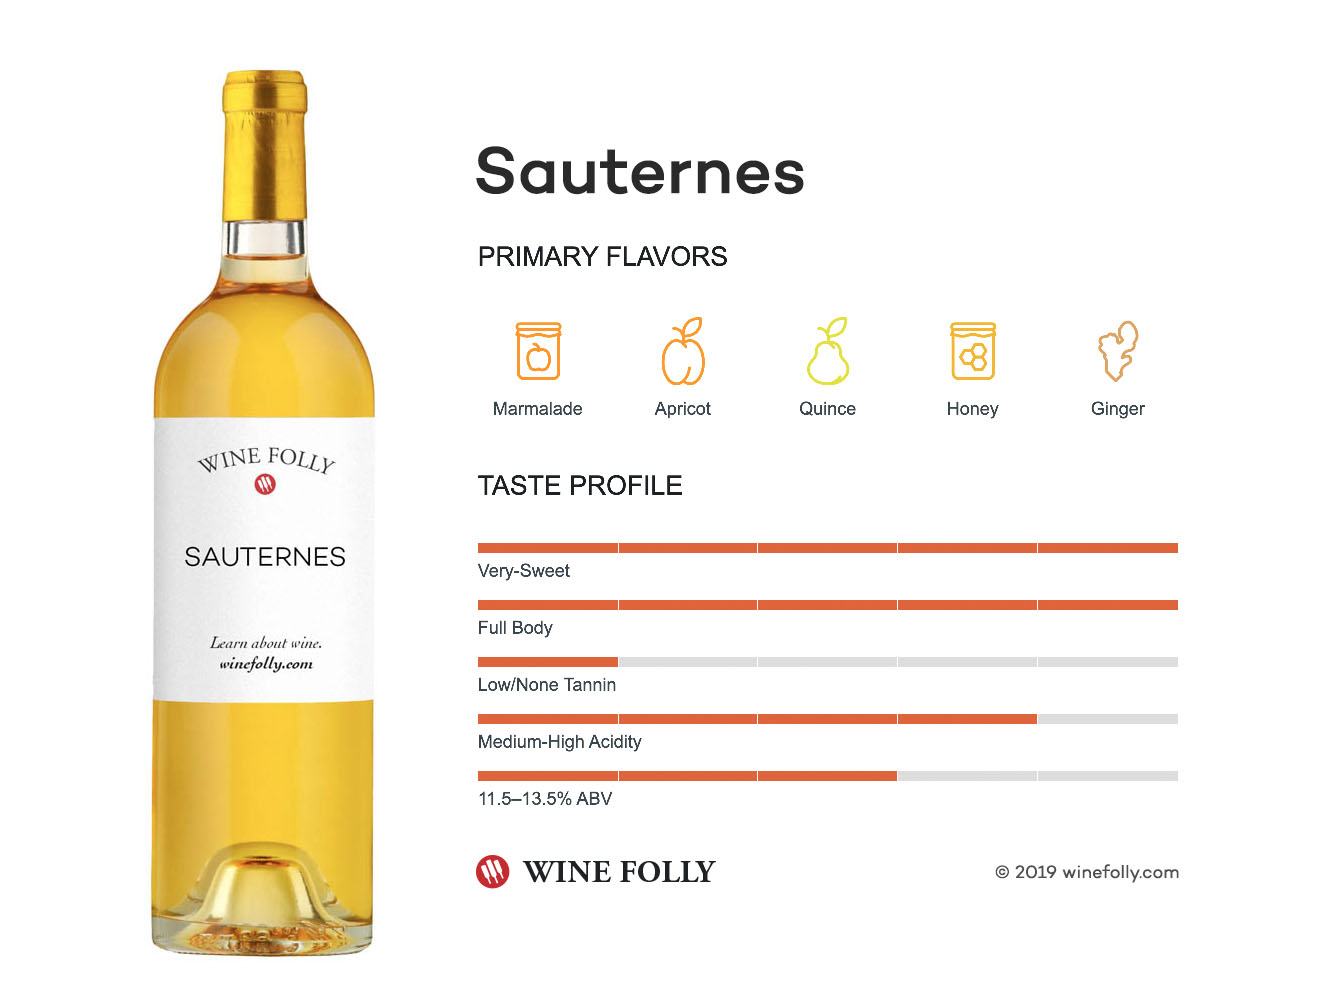 WINE FOLLY
SAUTERNES
Learn about wine.
winefolly.com
Sauternes
PRIMARY FLAVORS
Marmalade
Apricot
Quince
Honey
Ginger
TASTE PROFILE
Very-Sweet
Full Body
Low/None Tannin
Medium-High Acidity
11.5–13.5% ABV
WINE FOLLY
© 2019 winefolly.com